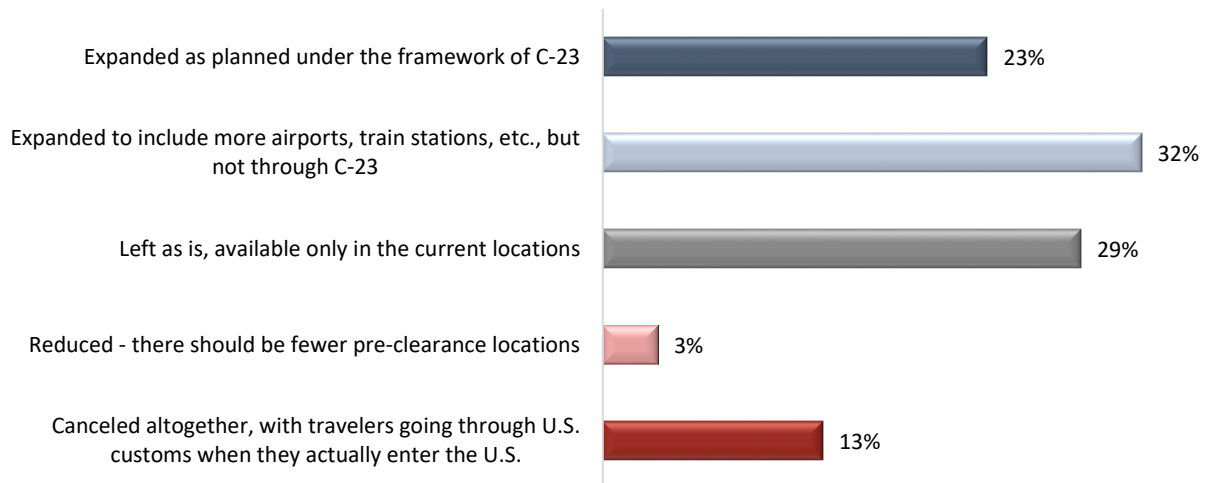 Expanded as planned under the framework of C-23
23%
Expanded to include more airports, train stations, etc., but
not through C-23
32%
Left as is, available only in the current locations
29%
Reduced - there should be fewer pre-clearance locations
3%
Canceled altogether, with travelers going through U.S.
customs when they actually enter the U.S.
13%